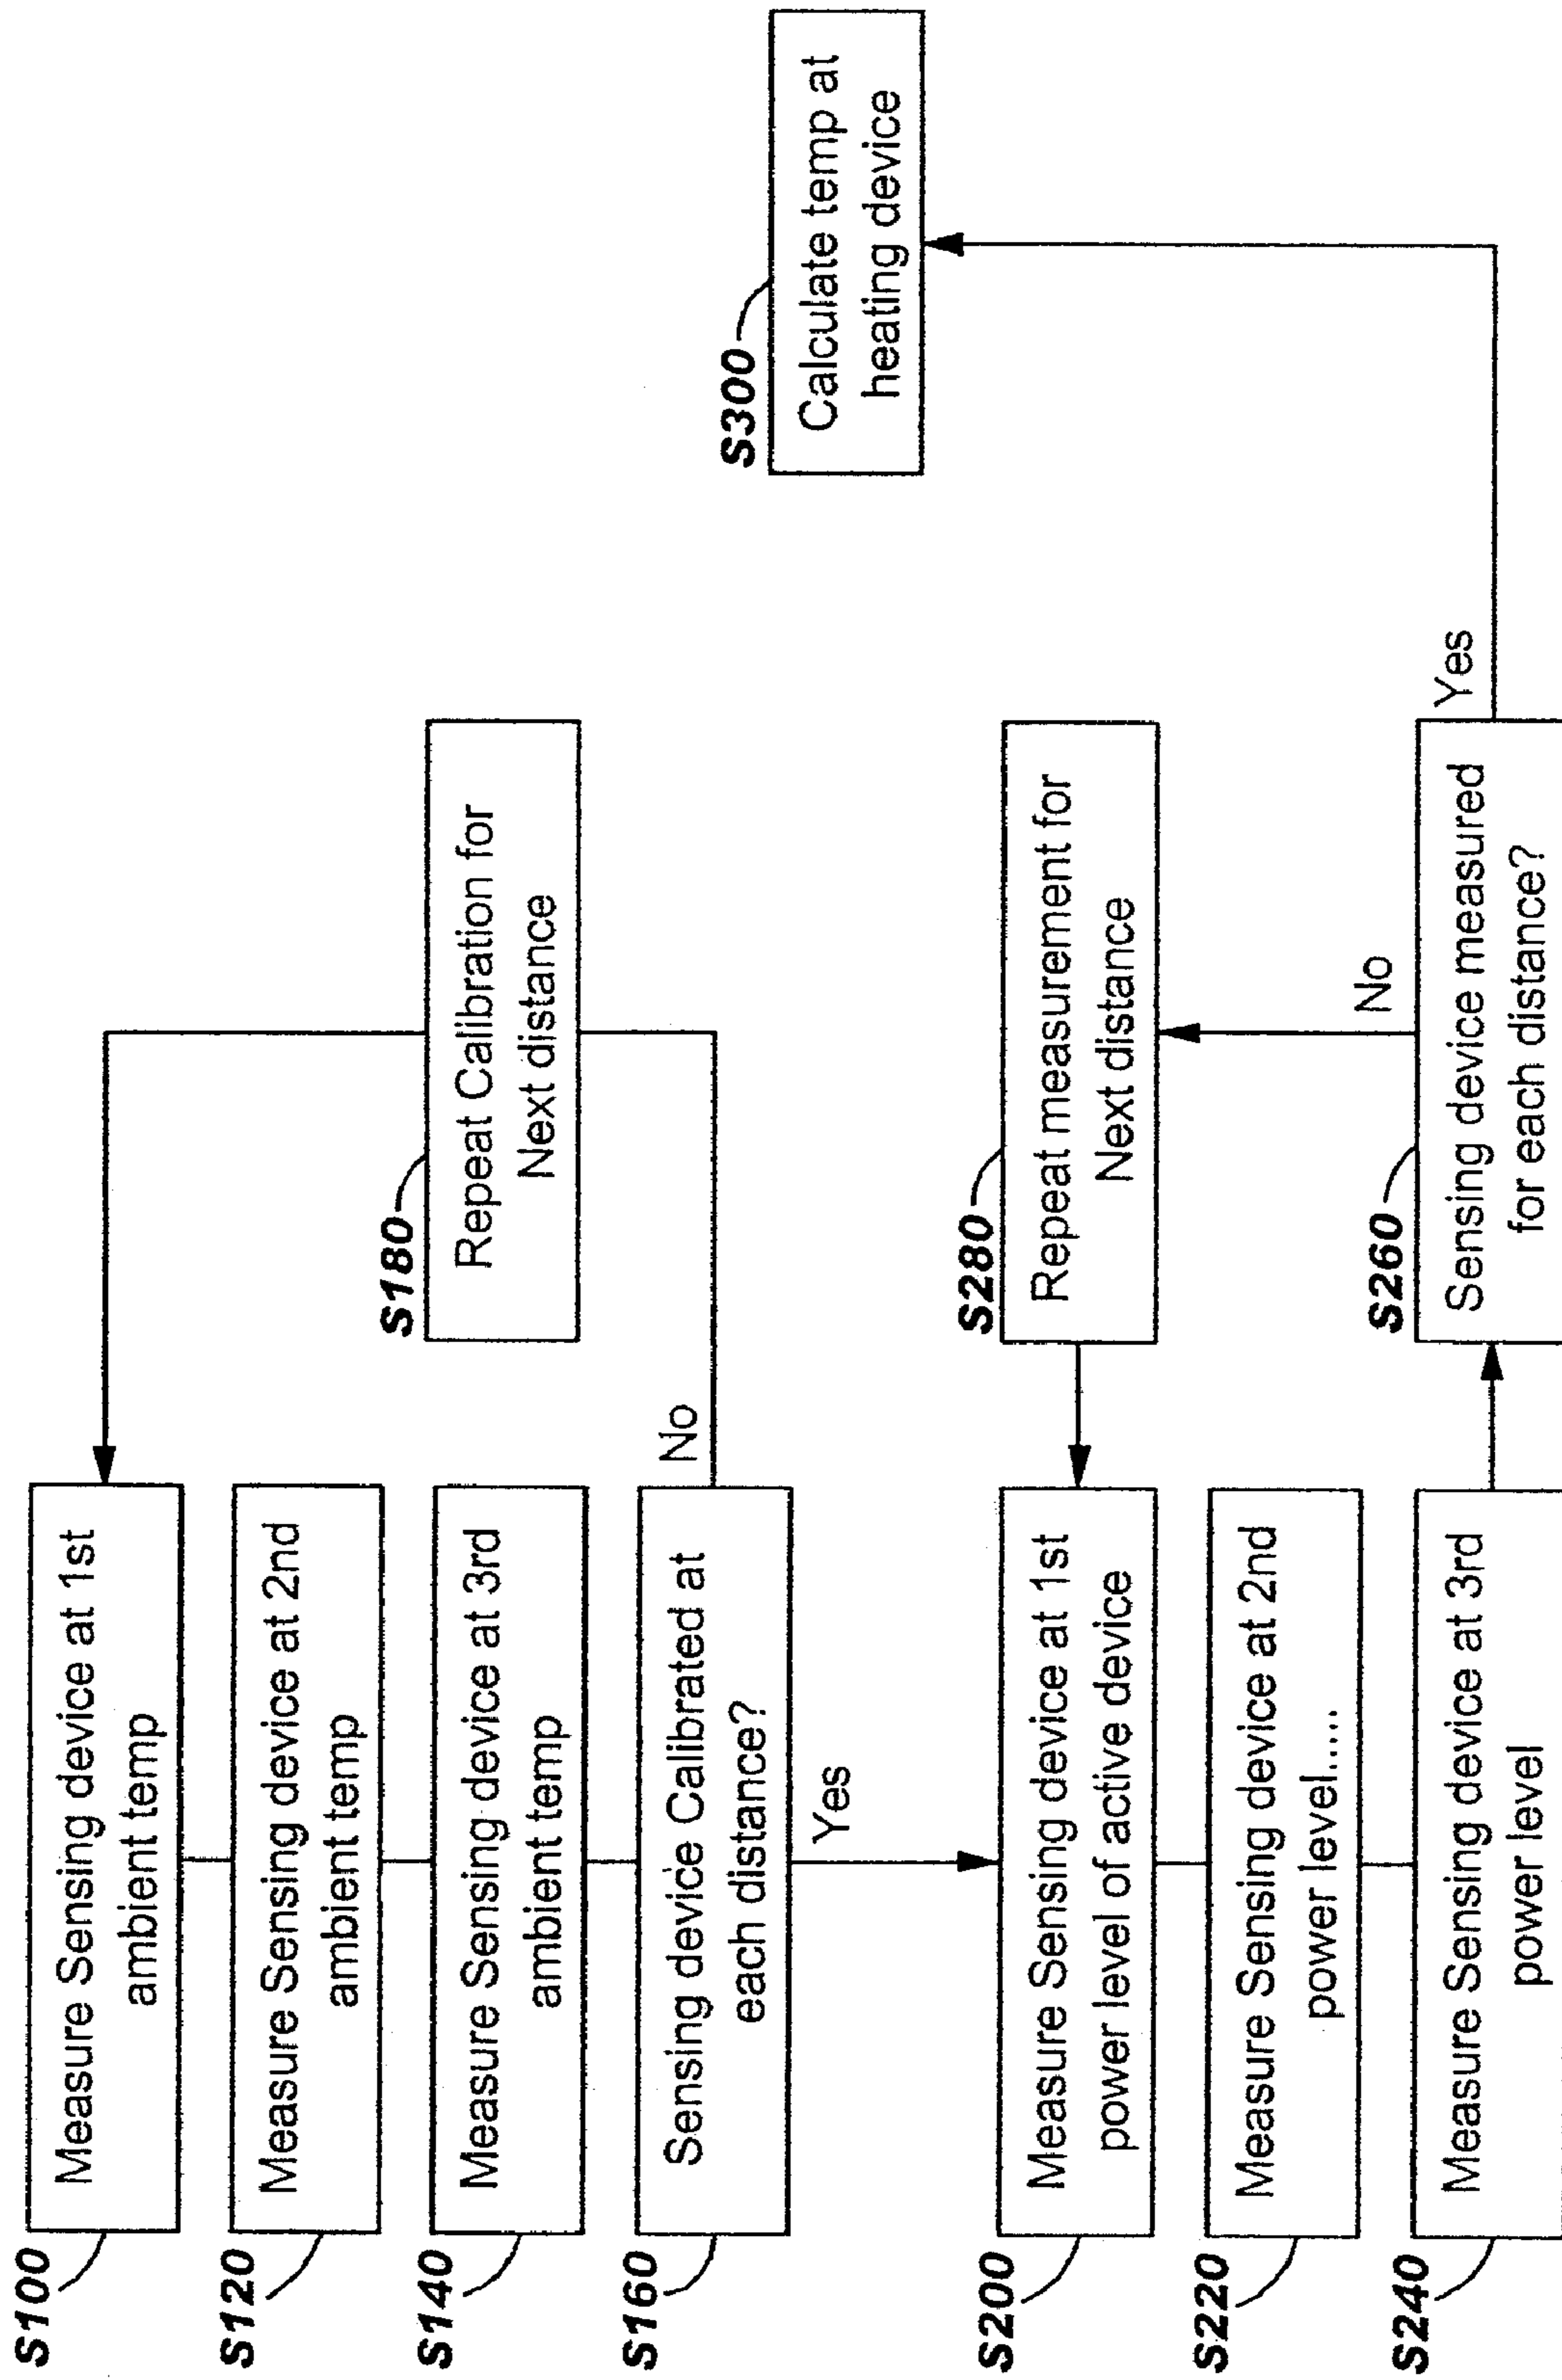 S100
Measure Sensing device at 1st
ambient temp
S120
Measure Sensing device at 2nd
ambient temp
S140
Measure Sensing device at 3rd
ambient temp
S160
Sensing device Calibrated at
each distance?
No
Yes
S180
Repeat Calibration for
Next distance
S200
Measure Sensing device at 1st
power level of active device
S220
Measure Sensing device at 2nd
power level.....
S240
Measure Sensing device at 3rd
power level
S260
Sensing device measured
for each distance?
No
Yes
S280
Repeat measurement for
Next distance
S300
Calculate temp at
heating device